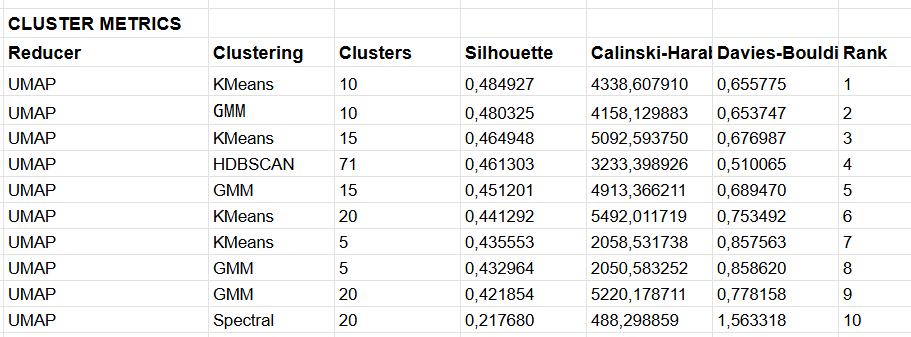 CLUSTER METRICS
Reducer Clustering Clusters Silhouette Calinski-Haral Davies-Bouldi Rank
UMAP KMeans 10 0,484927 4338,607910 0,655775 1
UMAP GMM 10 0,480325 4158,129883 0,653747 2
UMAP KMeans 15 0,464948 5092,593750 0,676987 3
UMAP HDBSCAN 71 0,461303 3233,398926 0,510065 4
UMAP GMM 15 0,451201 4913,366211 0,689470 5
UMAP KMeans 20 0,441292 5492,011719 0,753492 6
UMAP KMeans 5 0,435553 2058,531738 0,857563 7
UMAP GMM 5 0,432964 2050,583252 0,858620 8
UMAP GMM 20 0,421854 5220,178711 0,778158 9
UMAP Spectral 20 0,217680 488,298859 1,563318 10